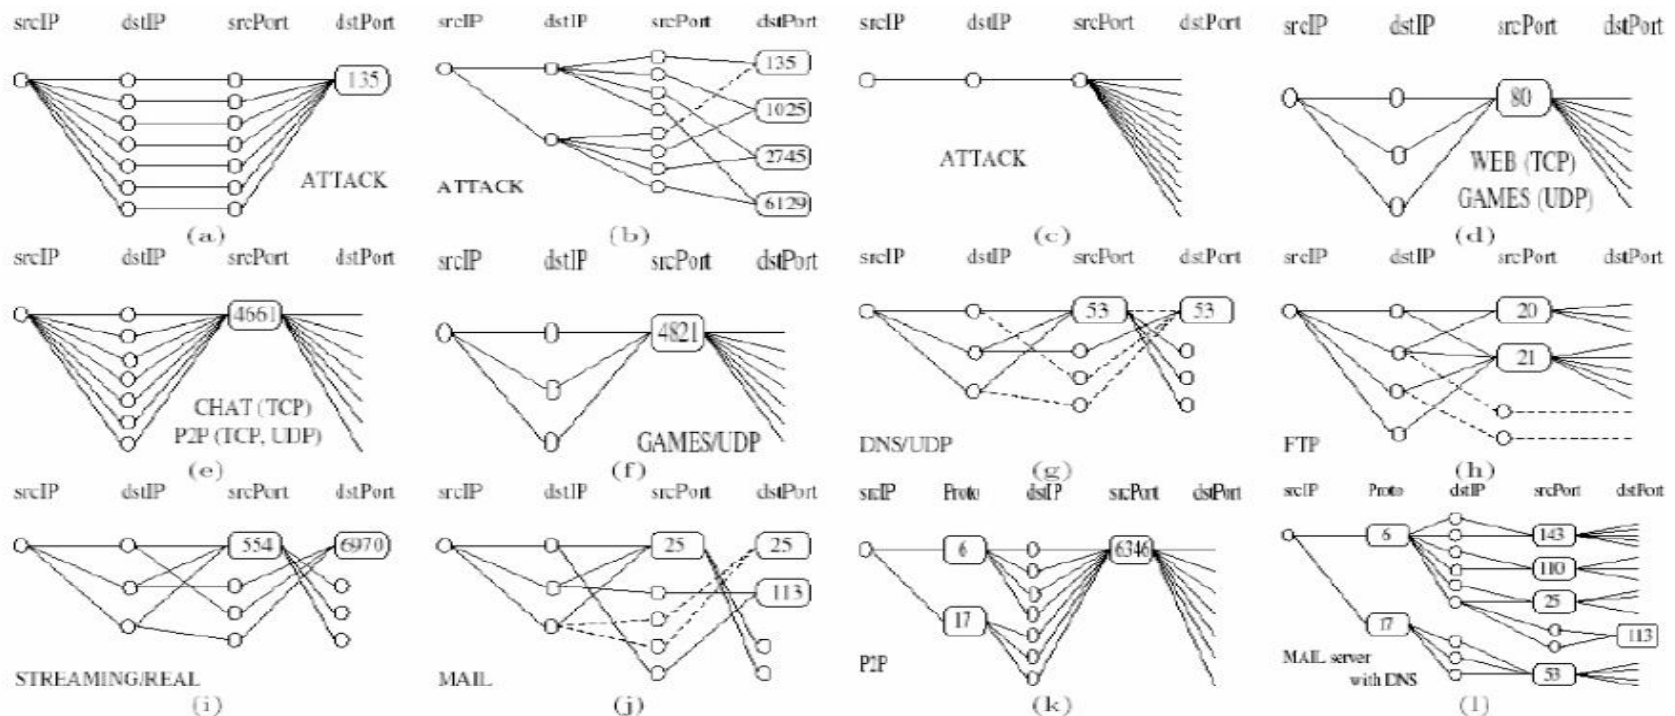 srcIP dstIP srcPort dstPort
135
ATTACK
(a)
srcIP dstIP srcPort dstPort
135
1025
2745
6129
ATTACK
(b)
srcIP dstIP srcPort dstPort
ATTACK
(c)
srcIP dstIP srcPort dstPort
80
WEB (TCP)
GAMES (UDP)
(d)
srcIP dstIP srcPort dstPort
4661
CHAT (TCP)
P2P (TCP, UDP)
(e)
srcIP dstIP srcPort dstPort
4821
GAMES/UDP
(f)
srcIP dstIP srcPort dstPort
53 53
DNS/UDP
(g)
srcIP dstIP srcPort dstPort
20
21
FTP
(h)
srcIP dstIP srcPort dstPort
554 6970
STREAMING/REAL
(i)
srcIP dstIP srcPort dstPort
25 25
113
MAIL
(j)
srcIP Proto dstIP srcPort dstPort
6 6346
17
P2P
(k)
srcIP Proto dstIP srcPort dstPort
6 143
110
25
17 113
MAIL server
with DNS 53
(l)